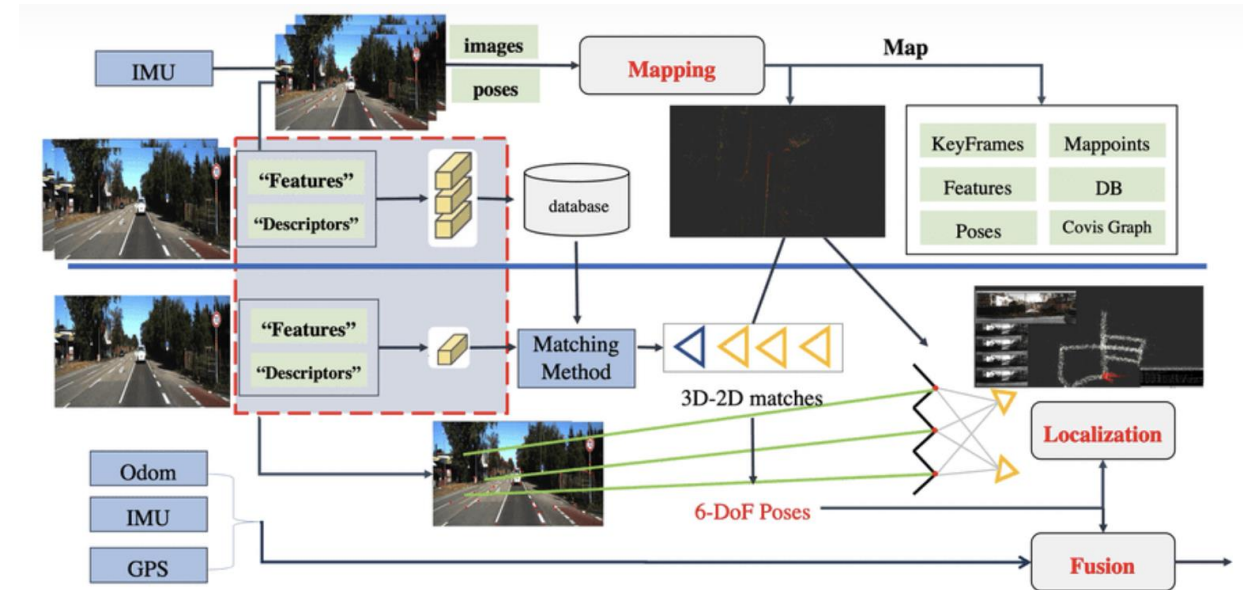 images
IMU
Mapping
Map
poses
KeyFrames
Mappoints
“Features”
Features
DB
database
“Descriptors”
Poses
Covis Graph
“Features”
Matching
Method
“Descriptors”
3D-2D matches
Localization
Odom
IMU
6-DoF Poses
GPS
Fusion